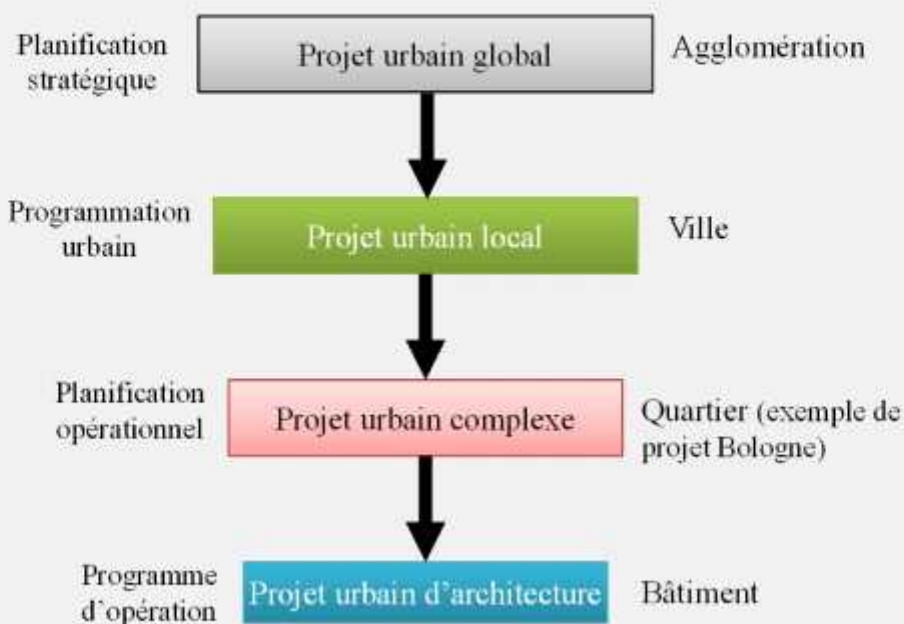 Planification
stratégique
Projet urbain global
Agglomération
Programmation
urbain
Projet urbain local
Ville
Planification
opérationnel
Projet urbain complexe
Quartier (exemple de
projet Bologne)
Programme
d'opération
Projet urbain d'architecture
Bâtiment